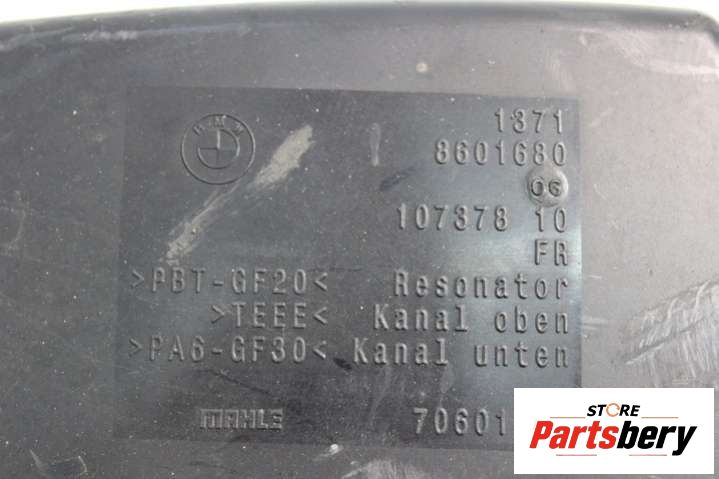 BMW
1371
8601680
06
107378 10
FR
>PBT-GF20< Resonator
>TEEE< Kanal oben
>PA6-GF30< Kanal unten
MAHLE 70601
STORE
Partsbery